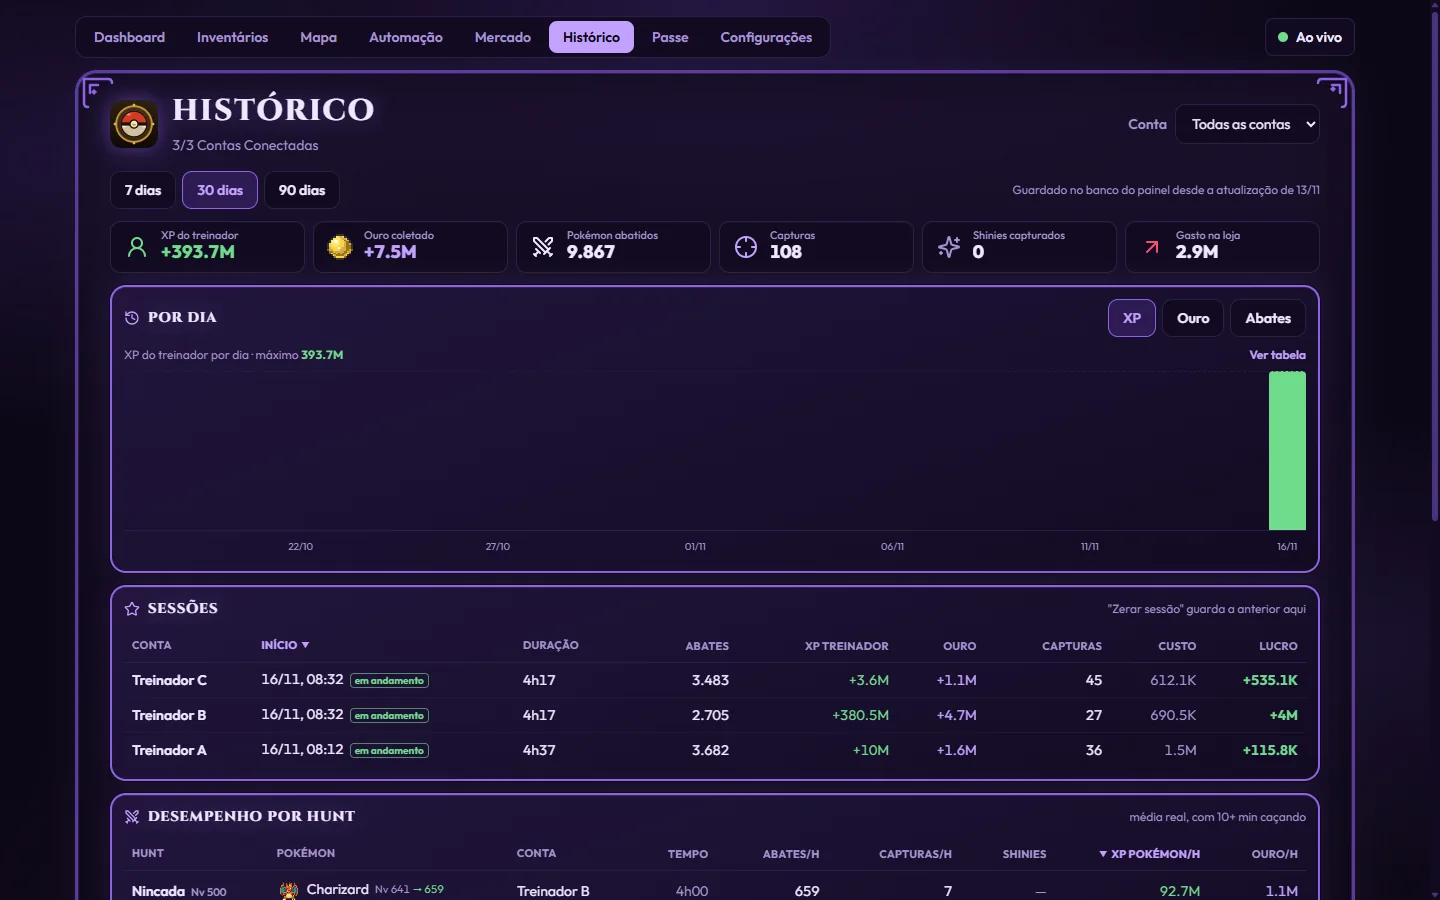 Dashboard Inventários Mapa Automação Mercado Histórico Passe Configurações Ao vivo
HISTÓRICO
3/3 Contas Conectadas
Conta Todas as contas
7 dias 30 dias 90 dias Guardado no banco do painel desde a atualização de 13/11
XP do treinador
+393.7M
Ouro coletado
+7.5M
Pokémon abatidos
9.867
Capturas
108
Shinies capturados
0
Gasto na loja
2.9M
POR DIA XP Ouro Abates
XP do treinador por dia · máximo 393.7M Ver tabela
22/10 27/10 01/11 06/11 11/11 16/11
SESSÕES "Zerar sessão" guarda a anterior aqui
CONTA INÍCIO ▼ DURAÇÃO ABATES XP TREINADOR OURO CAPTURAS CUSTO LUCRO
Treinador C 16/11, 08:32 em andamento 4h17 3.483 +3.6M +1.1M 45 612.1K +535.1K
Treinador B 16/11, 08:32 em andamento 4h17 2.705 +380.5M +4.7M 27 690.5K +4M
Treinador A 16/11, 08:12 em andamento 4h37 3.682 +10M +1.6M 36 1.5M +115.8K
DESEMPENHO POR HUNT média real, com 10+ min caçando
HUNT POKÉMON CONTA TEMPO ABATES/H CAPTURAS/H SHINIES ▼ XP POKÉMON/H OURO/H
Nincada Nv 500 Charizard Nv 641 → 659 Treinador B 4h00 659 7 — 92.7M 1.1M